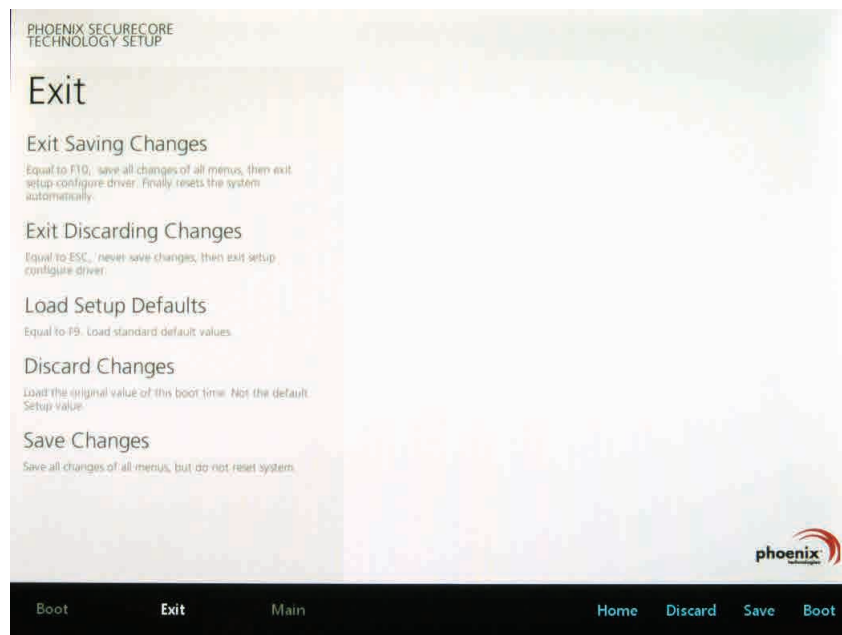 PHOENIX SECURECORE
TECHNOLOGY SETUP
Exit
Exit Saving Changes
Equal to F10, save all changes of all menus, then exit
setup configure driver. Finally resets the system
automatically.
Exit Discarding Changes
Equal to ESC, never save changes, then exit setup
configure driver.
Load Setup Defaults
Equal to F9. Load standard default values.
Discard Changes
Load the original value of this boot time. Not the default
Setup value.
Save Changes
Save all changes of all menus, but do not reset system.
phoenix
technologies
Boot Exit Main Home Discard Save Boot